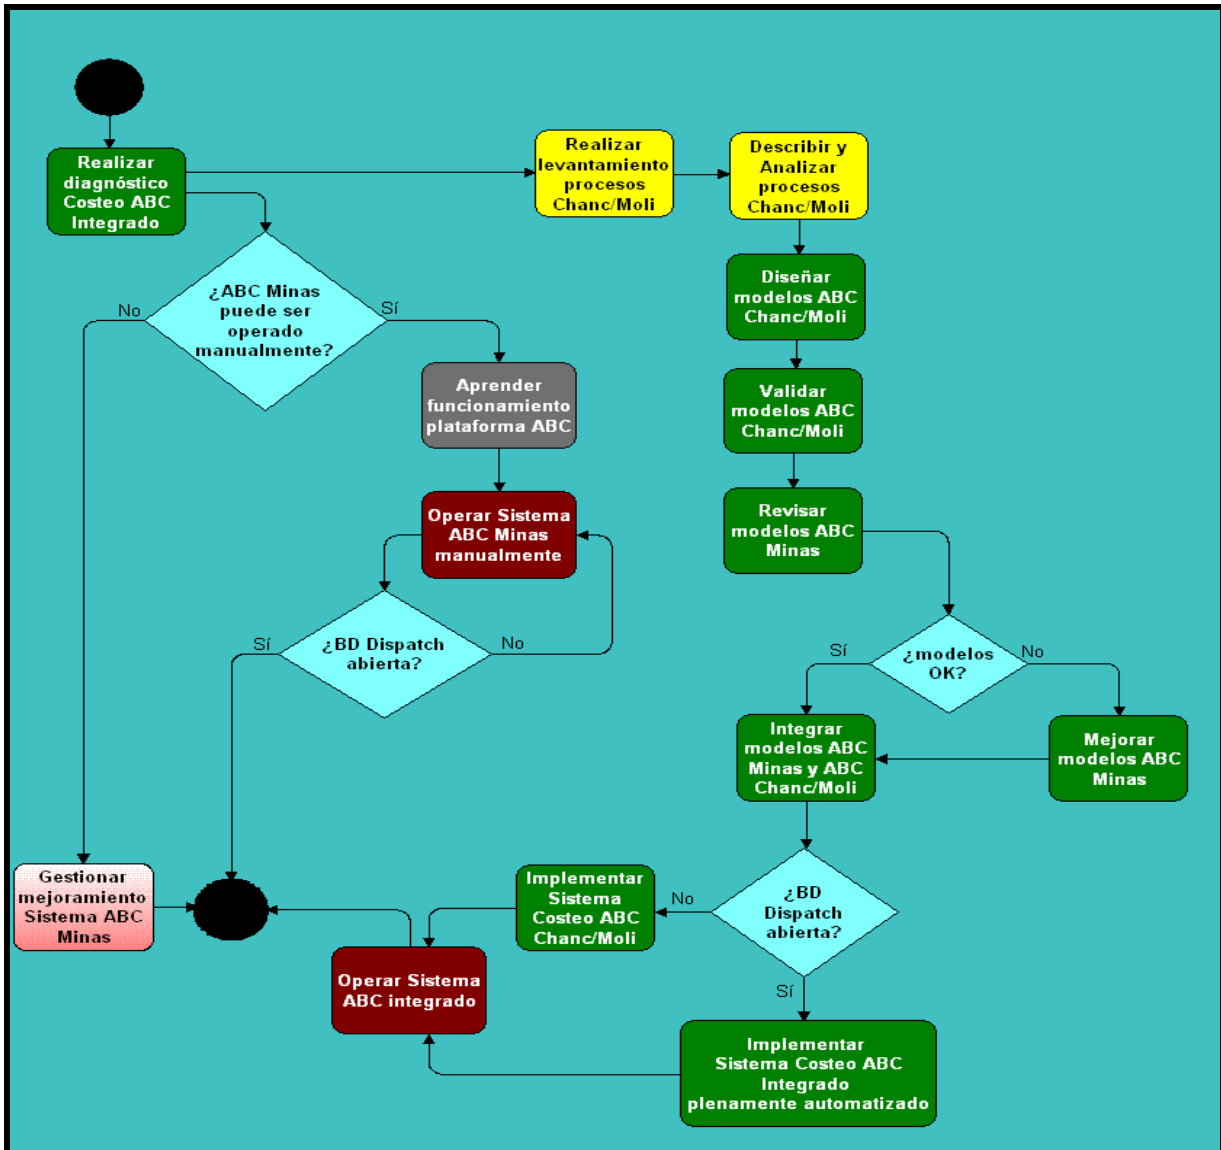 Realizar
diagnóstico
Costeo ABC
Integrado
Realizar
levantamiento
procesos
Chanc/Moli
Describir y
Analizar
procesos
Chanc/Moli
¿ABC Minas
puede ser
operado
manualmente?
No
Sí
Diseñar
modelos ABC
Chanc/Moli
Aprender
funcionamiento
plataforma ABC
Validar
modelos ABC
Chanc/Moli
Operar Sistema
ABC Minas
manualmente
Revisar
modelos ABC
Minas
¿BD Dispatch
abierta?
Sí
No
¿modelos
OK?
Sí
No
Integrar
modelos ABC
Minas y ABC
Chanc/Moli
Mejorar
modelos ABC
Minas
Gestionar
mejoramiento
Sistema ABC
Minas
Implementar
Sistema
Costeo ABC
Chanc/Moli
No
¿BD
Dispatch
abierta?
Sí
Operar Sistema
ABC integrado
Implementar
Sistema Costeo ABC
Integrado
plenamente automatizado